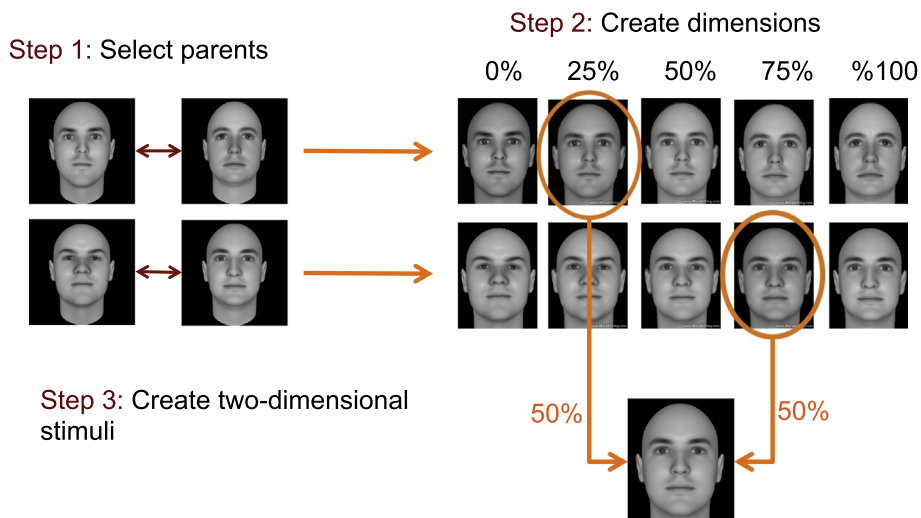 Step 1: Select parents
Step 2: Create dimensions
0% 25% 50% 75% %100
Step 3: Create two-dimensional
stimuli
50%
50%